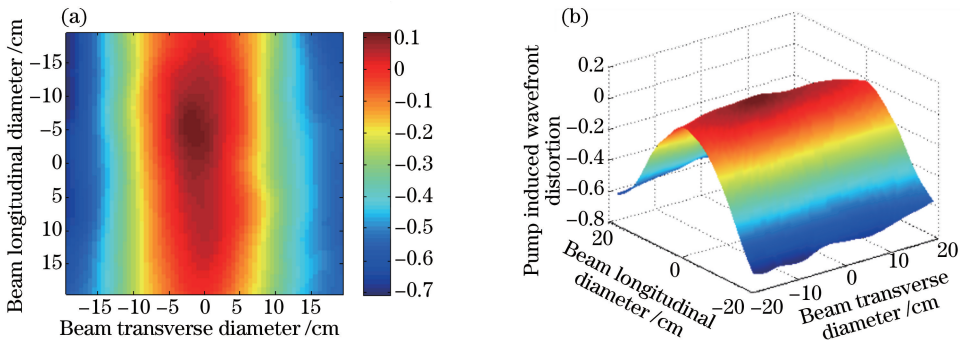 (a)
Beam longitudinal diameter /cm
−15
−10
−5
0
5
10
15
−15 −10 −5 0 5 10 15
Beam transverse diameter /cm
0.1
0
−0.1
−0.2
−0.3
−0.4
−0.5
−0.6
−0.7
(b)
Pump induced wavefront
distortion
0.2
0
−0.2
−0.4
−0.6
−0.8
20
0
−20
Beam longitudinal
diameter /cm
−20
−10
0
10
20
Beam transverse
diameter /cm